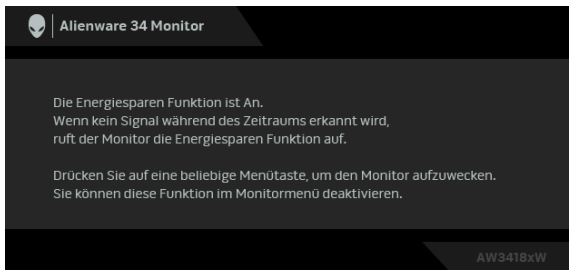 Alienware 34 Monitor
Die Energiesparen Funktion ist An.
Wenn kein Signal während des Zeitraums erkannt wird,
ruft der Monitor die Energiesparen Funktion auf.
Drücken Sie auf eine beliebige Menütaste, um den Monitor aufzuwecken.
Sie können diese Funktion im Monitormenü deaktivieren.
AW3418xW